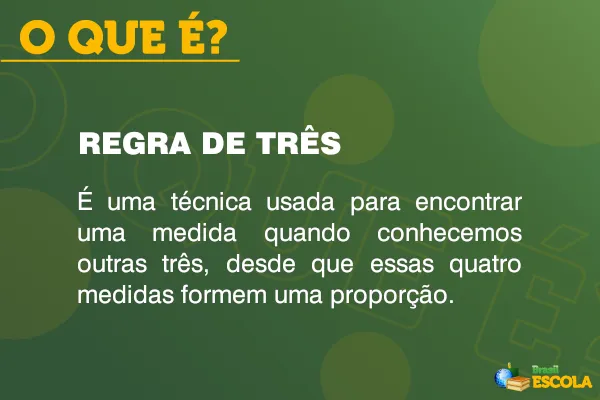 O QUE É?
REGRA DE TRÊS
É uma técnica usada para encontrar
uma medida quando conhecemos
outras três, desde que essas quatro
medidas formem uma proporção.
Brasil
ESCOLA